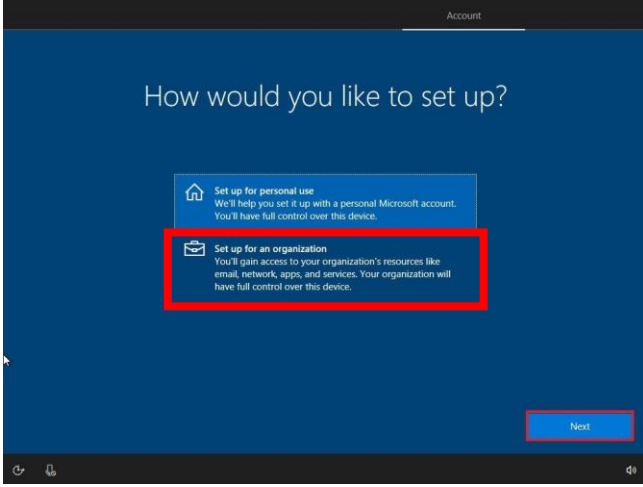 Account
How would you like to set up?
Set up for personal use
We'll help you set it up with a personal Microsoft account.
You'll have full control over this device.
Set up for an organization
You'll gain access to your organization's resources like
email, network, apps, and services. Your organization will
have full control over this device.
Next